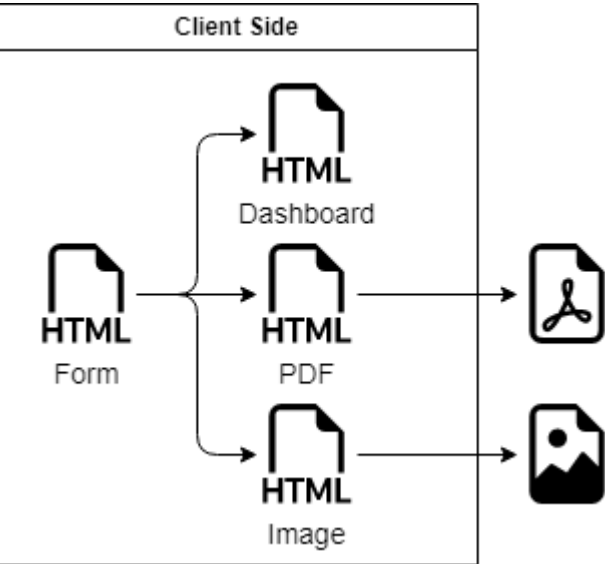 Client Side
HTML
Dashboard
HTML
Form
HTML
PDF
HTML
Image